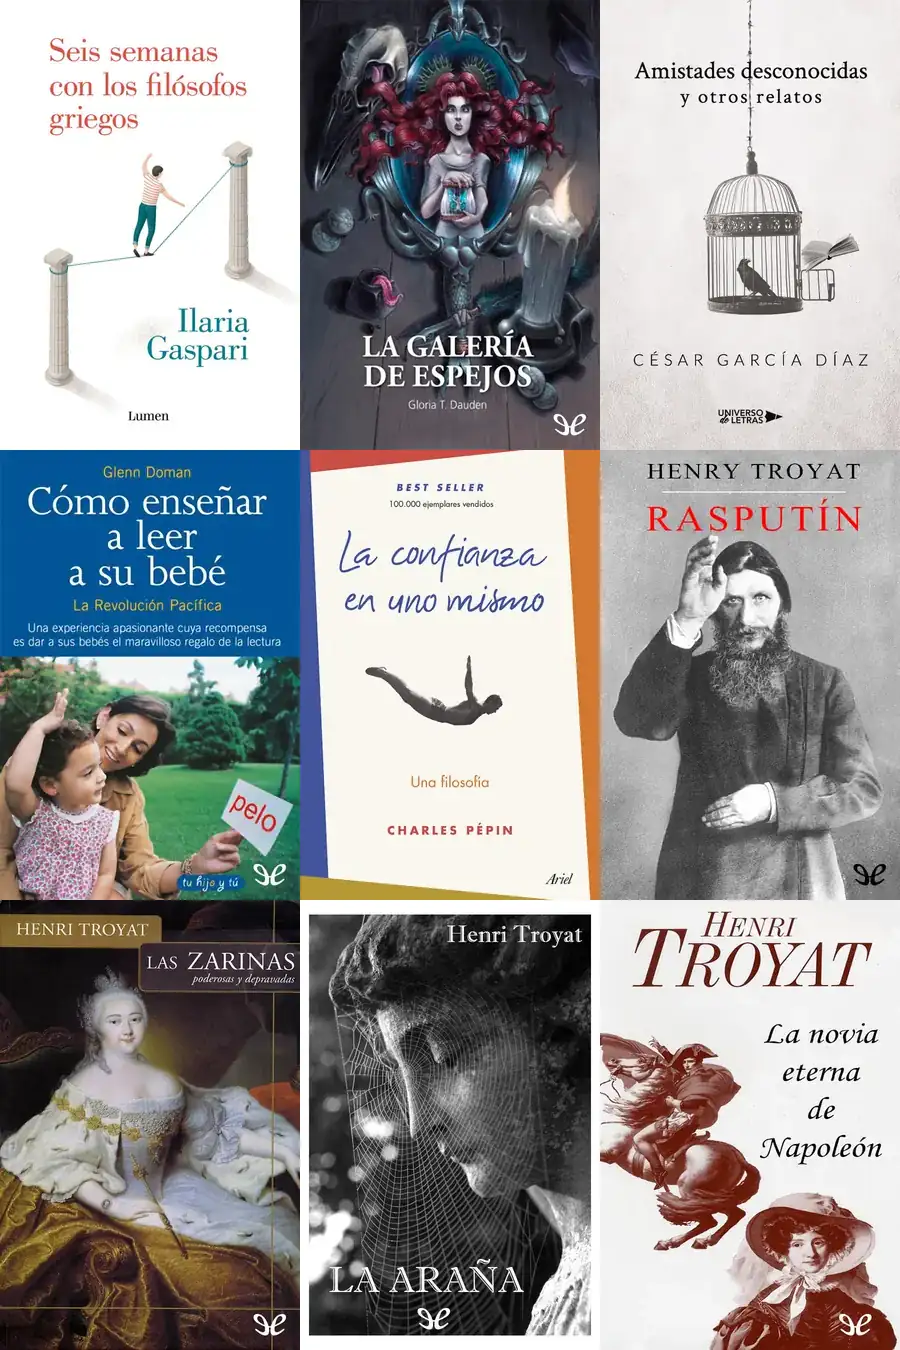 Seis semanas
con los filósofos
griegos
Ilaria
Gaspari
Lumen
LA GALERÍA
DE ESPEJOS
Gloria T. Dauden
Amistades desconocidas
y otros relatos
CÉSAR GARCÍA DÍAZ
UNIVERSO
de LETRAS
Glenn Doman
Cómo enseñar
a leer
a su bebé
La Revolución Pacífica
Una experiencia apasionante cuya recompensa
es dar a sus bebés el maravilloso regalo de la lectura
pelo
tu hijo y tú
BEST SELLER
100.000 ejemplares vendidos
La confianza
en uno mismo
Una filosofía
CHARLES PÉPIN
Ariel
HENRY TROYAT
RASPUTÍN
HENRI TROYAT
LAS ZARINAS
poderosas y depravadas
Henri Troyat
LA ARAÑA
HENRI
TROYAT
La novia
eterna
de
Napoleón